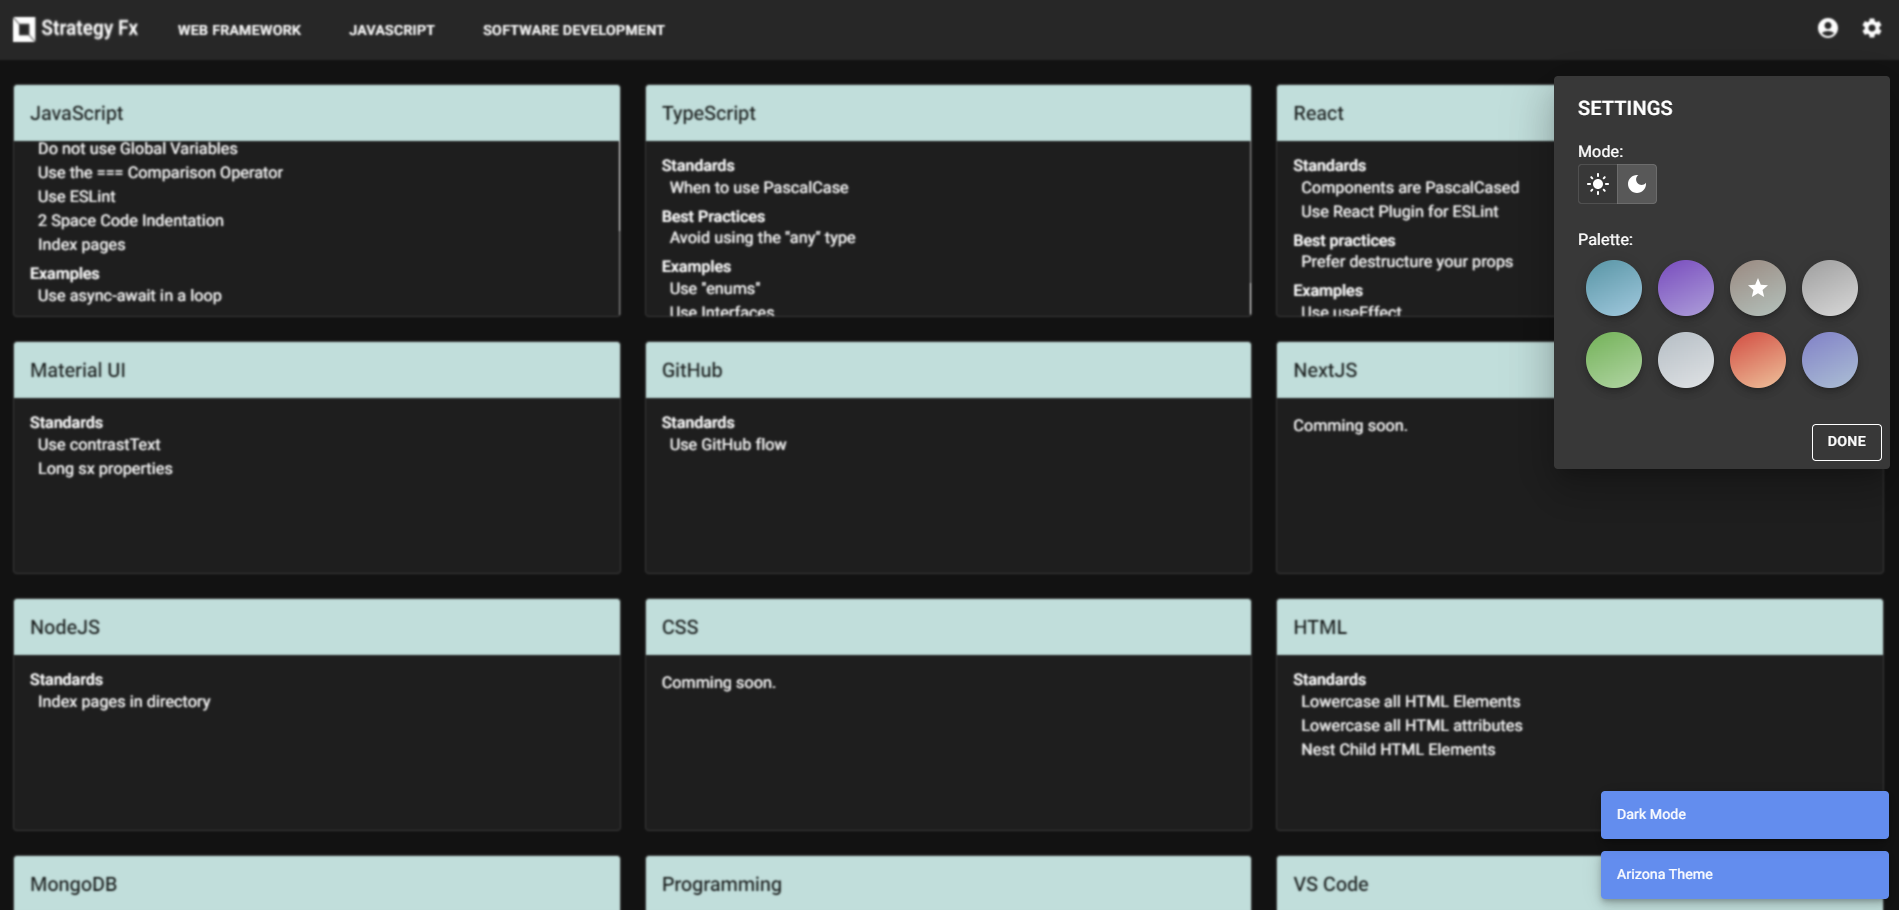 Strategy Fx
WEB FRAMEWORK
JAVASCRIPT
SOFTWARE DEVELOPMENT
JavaScript
Do not use Global Variables
Use the === Comparison Operator
Use ESLint
2 Space Code Indentation
Index pages
Examples
Use async-await in a loop
TypeScript
Standards
When to use PascalCase
Best Practices
Avoid using the "any" type
Examples
Use "enums"
Use Interfaces
React
Standards
Components are PascalCased
Use React Plugin for ESLint
Best practices
Prefer destructure your props
Examples
Use useEffect
SETTINGS
Mode:
Palette:
DONE
Material UI
Standards
Use contrastText
Long sx properties
GitHub
Standards
Use GitHub flow
NextJS
Comming soon.
NodeJS
Standards
Index pages in directory
CSS
Comming soon.
HTML
Standards
Lowercase all HTML Elements
Lowercase all HTML attributes
Nest Child HTML Elements
Dark Mode
Arizona Theme
MongoDB
Programming
VS Code